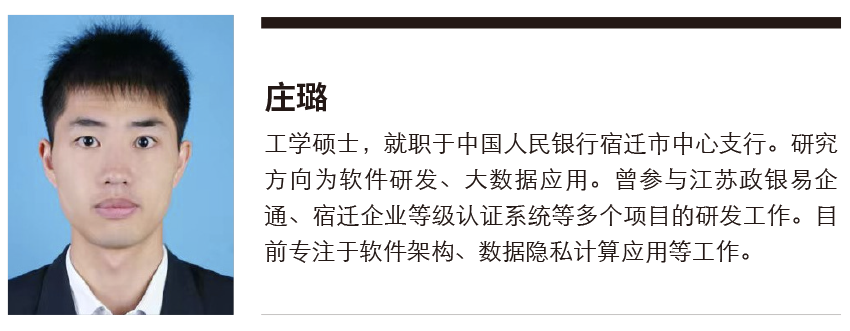 庄璐
工学硕士，就职于中国人民银行宿迁市中心支行。研究
方向为软件研发、大数据应用。曾参与江苏政银易企
通、宿迁企业等级认证系统等多个项目的研发工作。目
前专注于软件架构、数据隐私计算应用等工作。